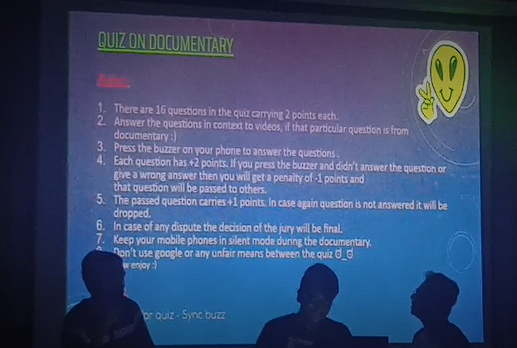 QUIZ ON DOCUMENTARY
Rules:
1. There are 16 questions in the quiz carrying 2 points each.
2. Answer the questions in context to videos, if that particular question is from
documentary :)
3. Press the buzzer on your phone to answer the questions.
4. Each question has +2 points. If you press the buzzer and didn't answer the question or
give a wrong answer then you will get a penalty of -1 points and
that question will be passed to others.
5. The passed question carries +1 points. In case again question is not answered it will be
dropped.
6. In case of any dispute the decision of the jury will be final.
7. Keep your mobile phones in silent mode during the documentary.
Don't use google or any unfair means between the quiz ಠ_ಠ
enjoy :)
quiz - Sync buzz